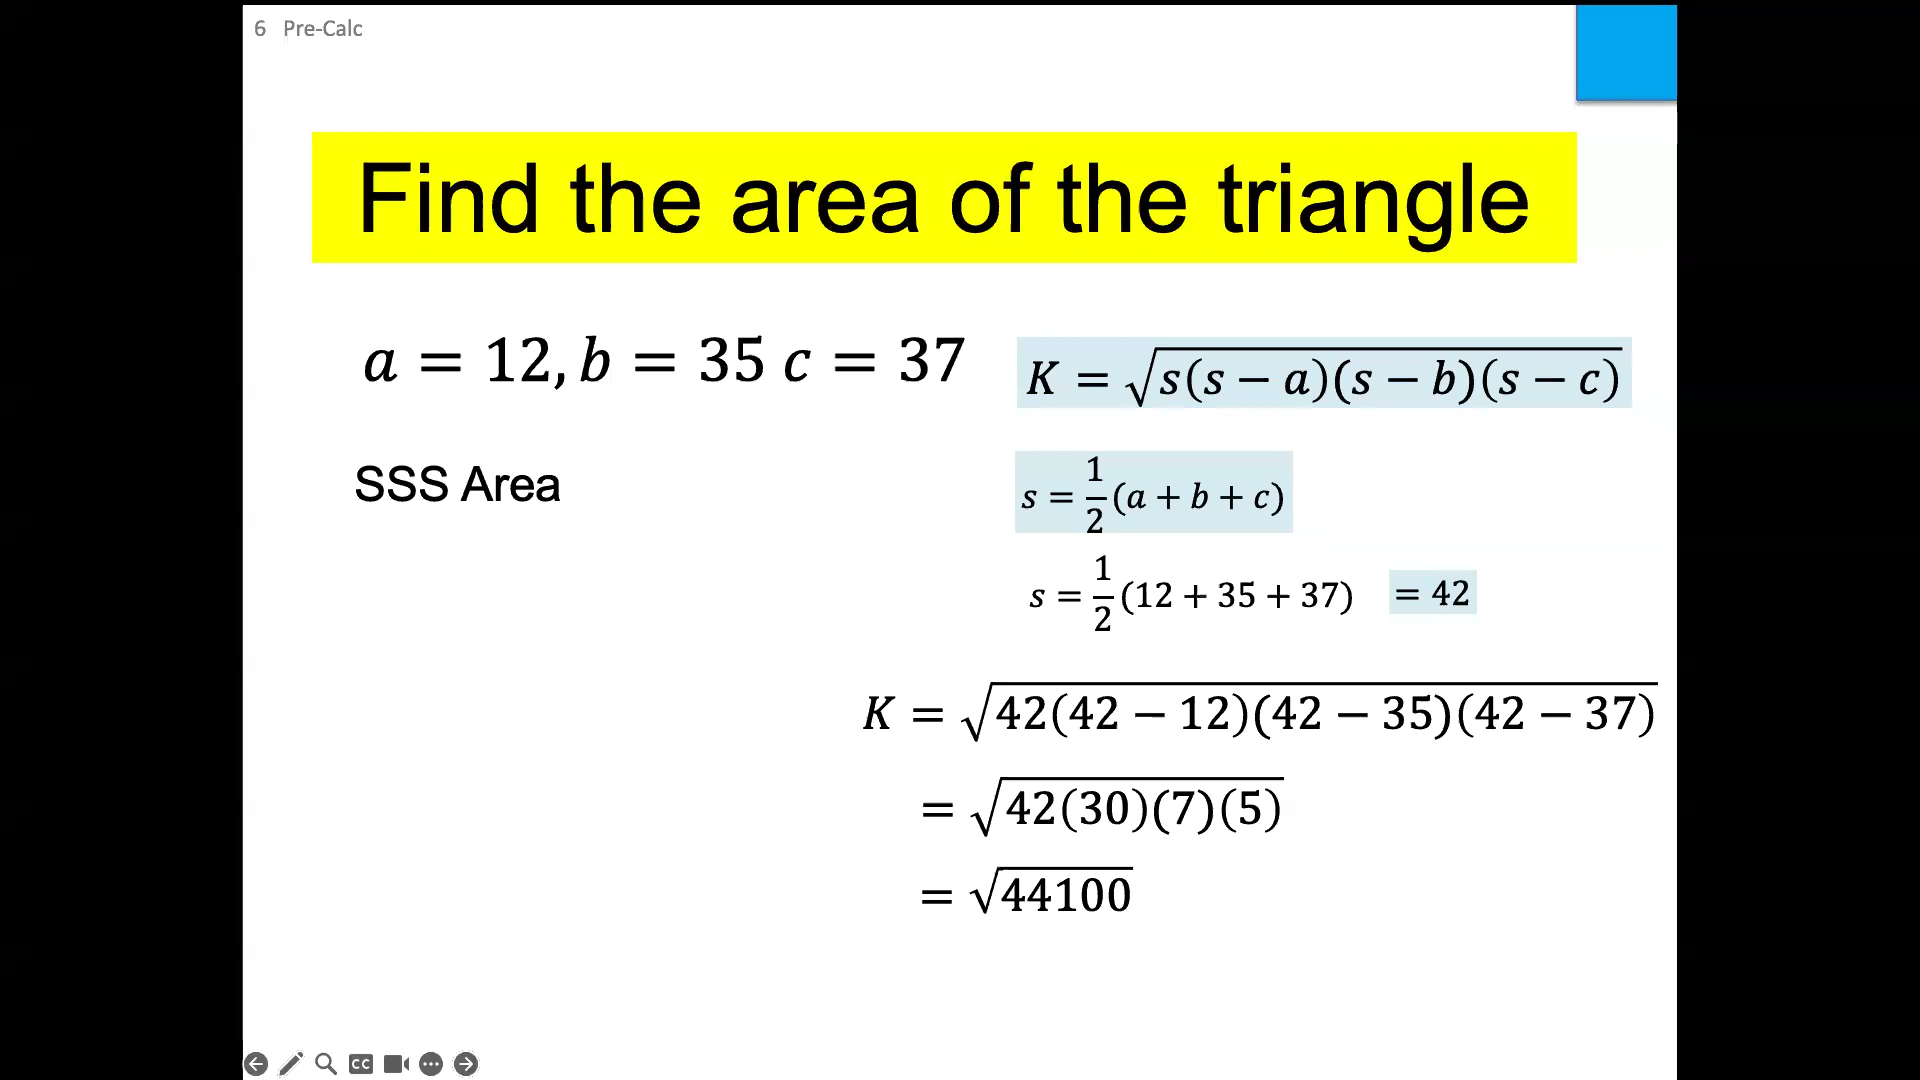 6 Pre-Calc
Find the area of the triangle
a = 12, b = 35 c = 37
K = √s(s − a)(s − b)(s − c)
SSS Area
s = 1/2 (a + b + c)
s = 1/2 (12 + 35 + 37) = 42
K = √42(42 − 12)(42 − 35)(42 − 37)
= √42(30)(7)(5)
= √44100
CC